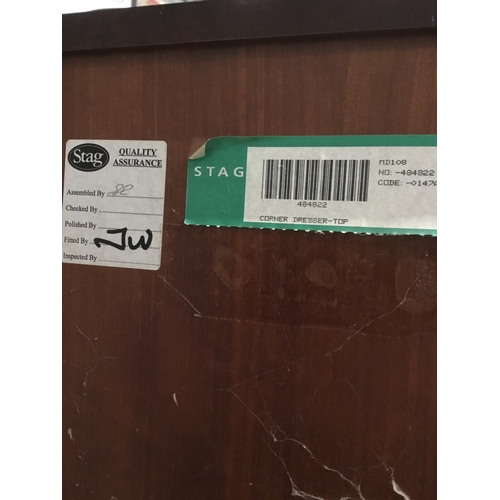 Stag
QUALITY
ASSURANCE
Assembled By
Checked By
Polished By
Fitted By JW
Inspected By
STAG
484822
CORNER DRESSER-TOP
MD108
NO: -484822
CODE: -0147A